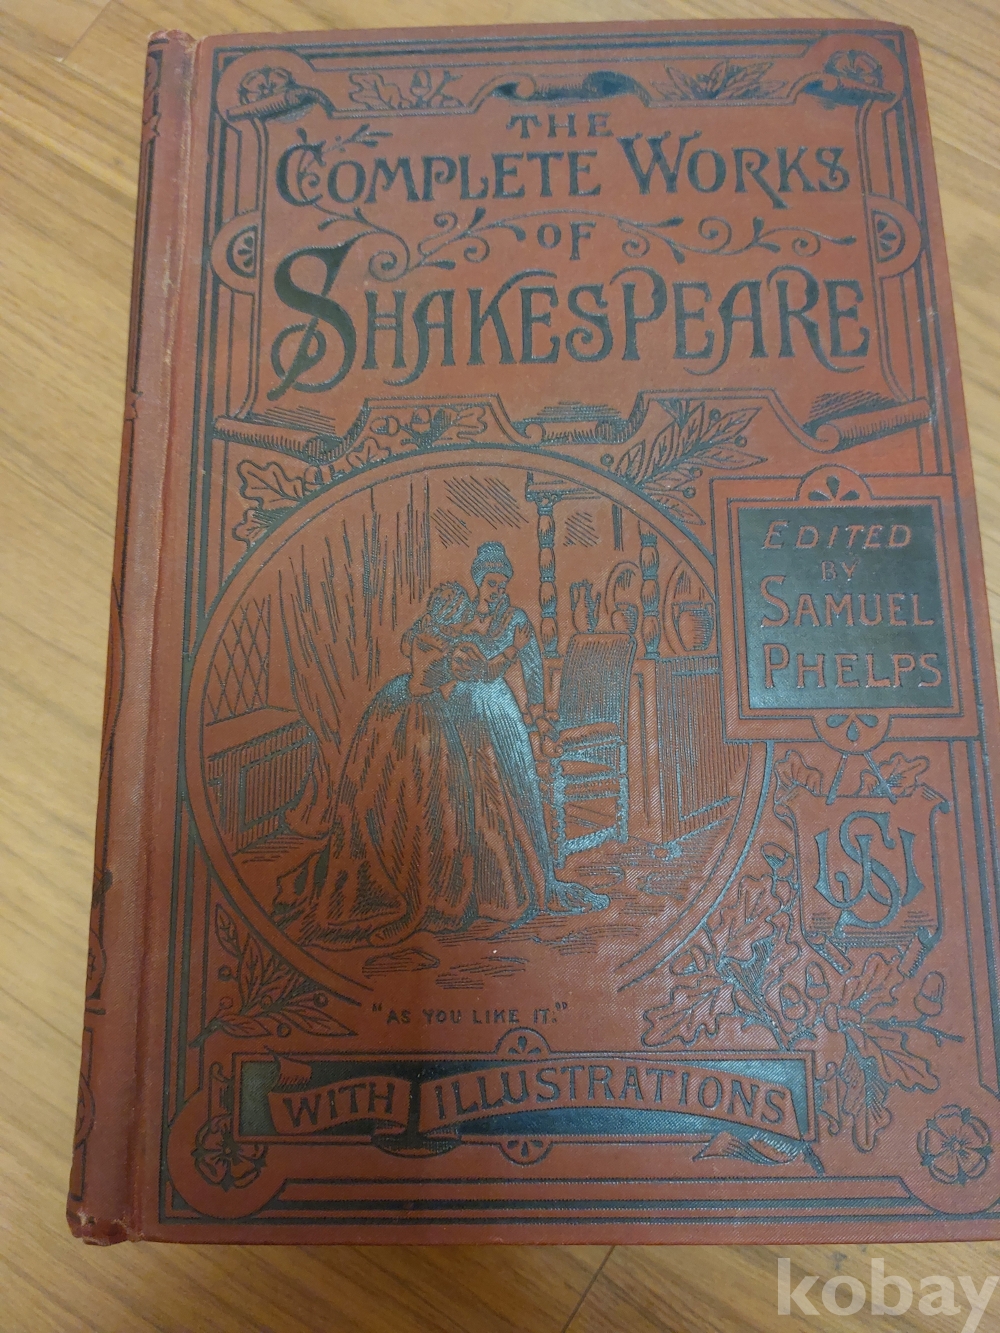 THE
COMPLETE WORKS
OF
SHAKESPEARE
EDITED
BY
SAMUEL
PHELPS
"AS YOU LIKE IT."
WITH ILLUSTRATIONS
kobay